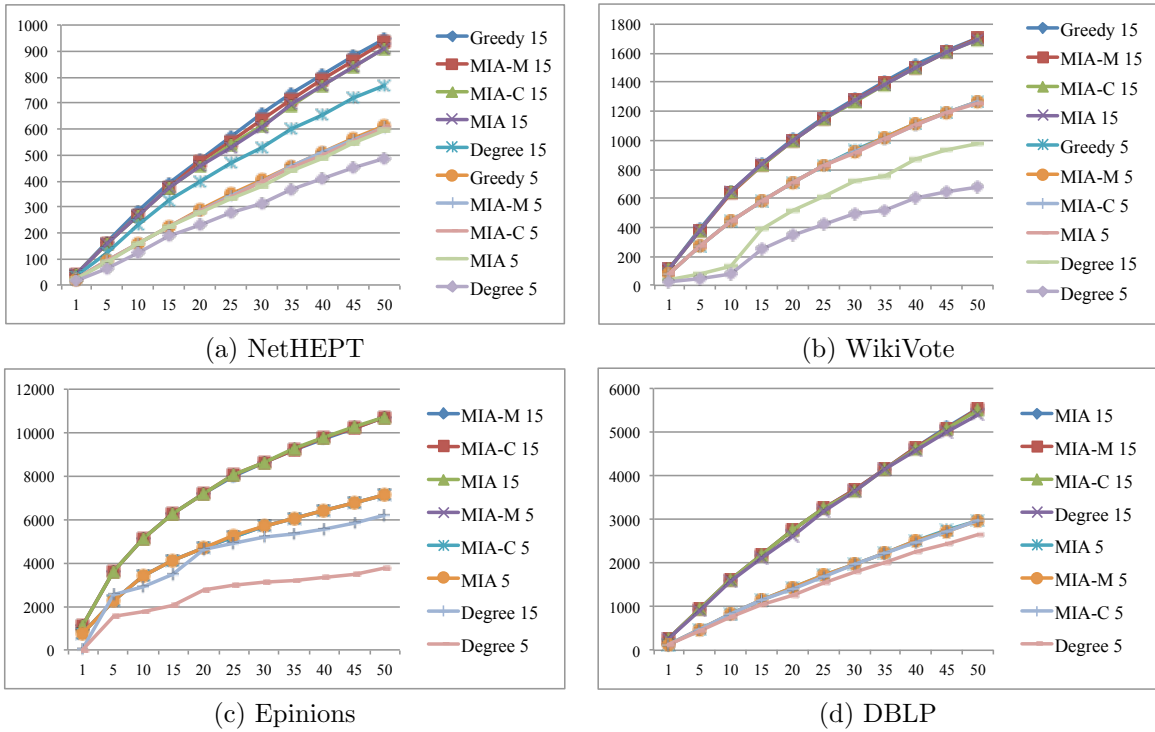 1000
900
800
700
600
500
400
300
200
100
0
1 5 10 15 20 25 30 35 40 45 50
Greedy 15
MIA-M 15
MIA-C 15
MIA 15
Degree 15
Greedy 5
MIA-M 5
MIA-C 5
MIA 5
Degree 5
(a) NetHEPT
1800
1600
1400
1200
1000
800
600
400
200
0
1 5 10 15 20 25 30 35 40 45 50
Greedy 15
MIA-M 15
MIA-C 15
MIA 15
Greedy 5
MIA-M 5
MIA-C 5
MIA 5
Degree 15
Degree 5
(b) WikiVote
12000
10000
8000
6000
4000
2000
0
1 5 10 15 20 25 30 35 40 45 50
MIA-M 15
MIA-C 15
MIA 15
MIA-M 5
MIA-C 5
MIA 5
Degree 15
Degree 5
(c) Epinions
6000
5000
4000
3000
2000
1000
0
1 5 10 15 20 25 30 35 40 45 50
MIA 15
MIA-M 15
MIA-C 15
Degree 15
MIA 5
MIA-M 5
MIA-C 5
Degree 5
(d) DBLP